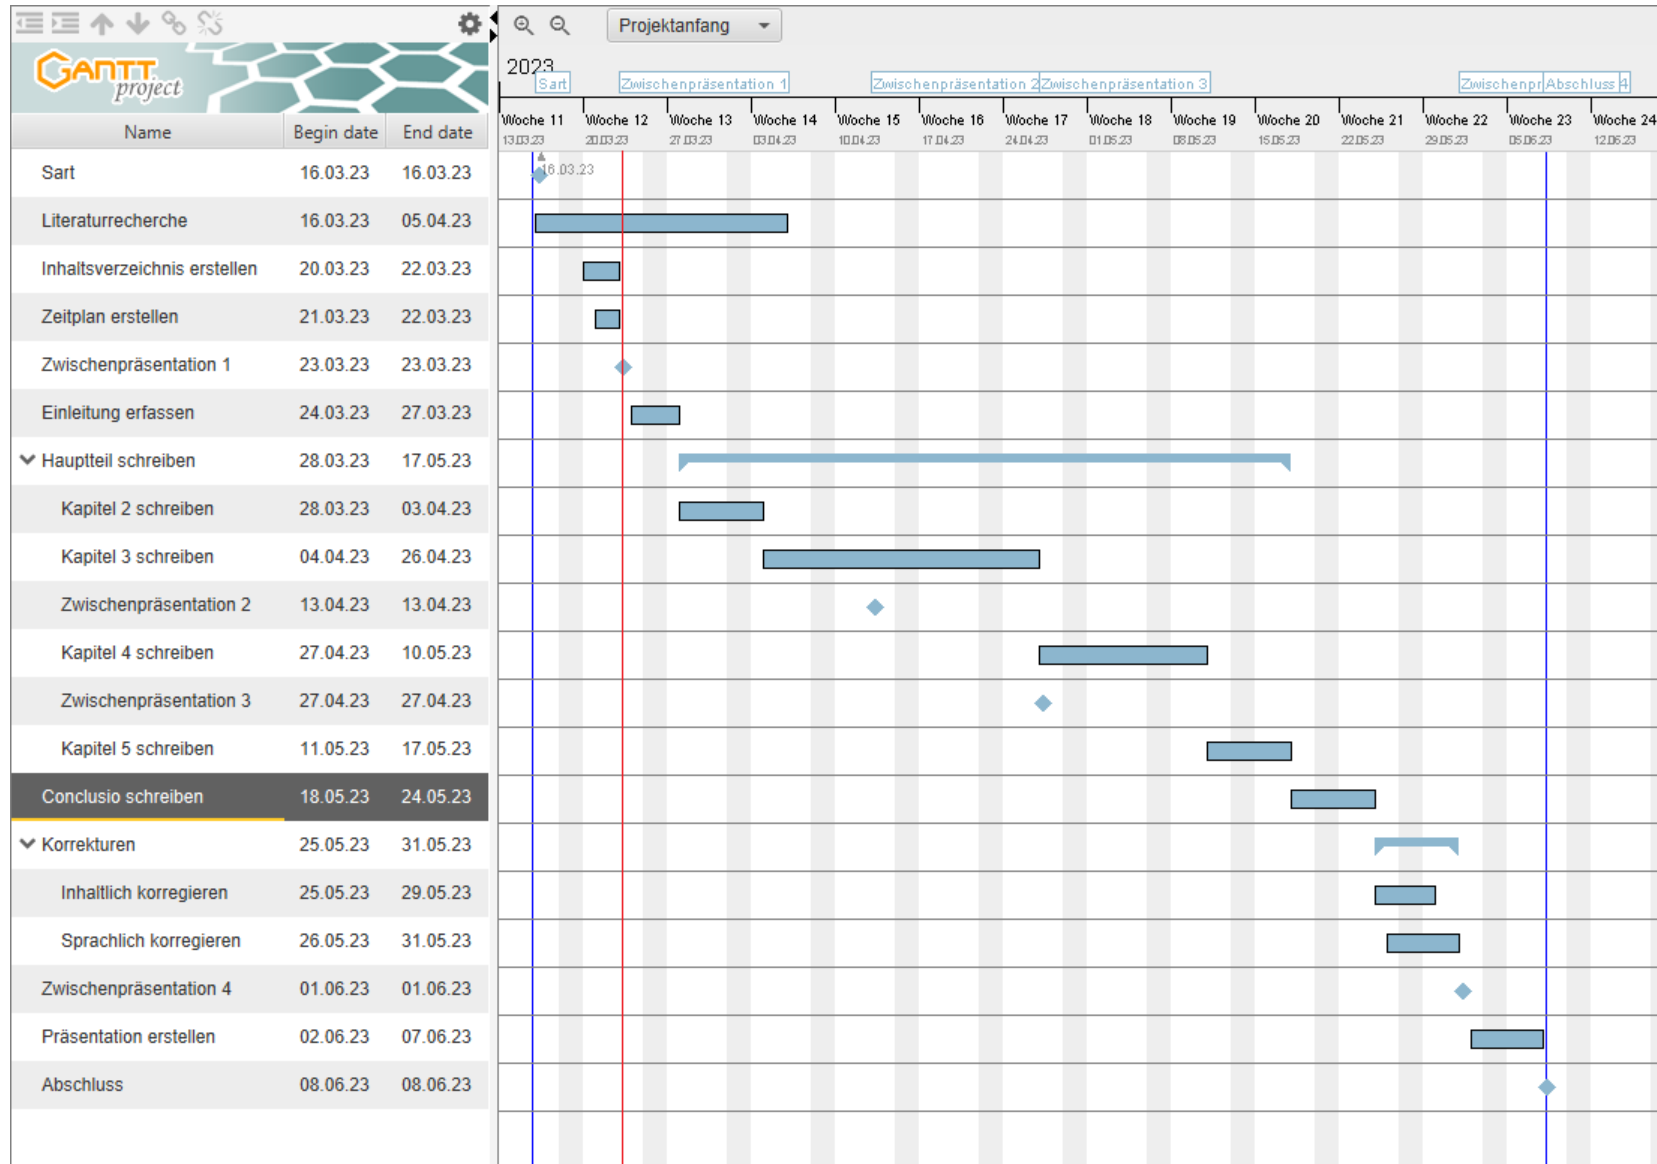 Projektanfang
GANTT
project
2023
Sart
Zwischenpräsentation 1
Zwischenpräsentation 2
Zwischenpräsentation 3
Zwischenpr
Abschluss
4
Name Begin date End date
Woche 11 Woche 12 Woche 13 Woche 14 Woche 15 Woche 16 Woche 17 Woche 18 Woche 19 Woche 20 Woche 21 Woche 22 Woche 23 Woche 24
13.03.23 20.03.23 27.03.23 03.04.23 10.04.23 17.04.23 24.04.23 01.05.23 08.05.23 15.05.23 22.05.23 29.05.23 05.06.23 12.06.23
Sart 16.03.23 16.03.23
16.03.23
Literaturrecherche 16.03.23 05.04.23
Inhaltsverzeichnis erstellen 20.03.23 22.03.23
Zeitplan erstellen 21.03.23 22.03.23
Zwischenpräsentation 1 23.03.23 23.03.23
Einleitung erfassen 24.03.23 27.03.23
Hauptteil schreiben 28.03.23 17.05.23
Kapitel 2 schreiben 28.03.23 03.04.23
Kapitel 3 schreiben 04.04.23 26.04.23
Zwischenpräsentation 2 13.04.23 13.04.23
Kapitel 4 schreiben 27.04.23 10.05.23
Zwischenpräsentation 3 27.04.23 27.04.23
Kapitel 5 schreiben 11.05.23 17.05.23
Conclusio schreiben 18.05.23 24.05.23
Korrekturen 25.05.23 31.05.23
Inhaltlich korregieren 25.05.23 29.05.23
Sprachlich korregieren 26.05.23 31.05.23
Zwischenpräsentation 4 01.06.23 01.06.23
Präsentation erstellen 02.06.23 07.06.23
Abschluss 08.06.23 08.06.23